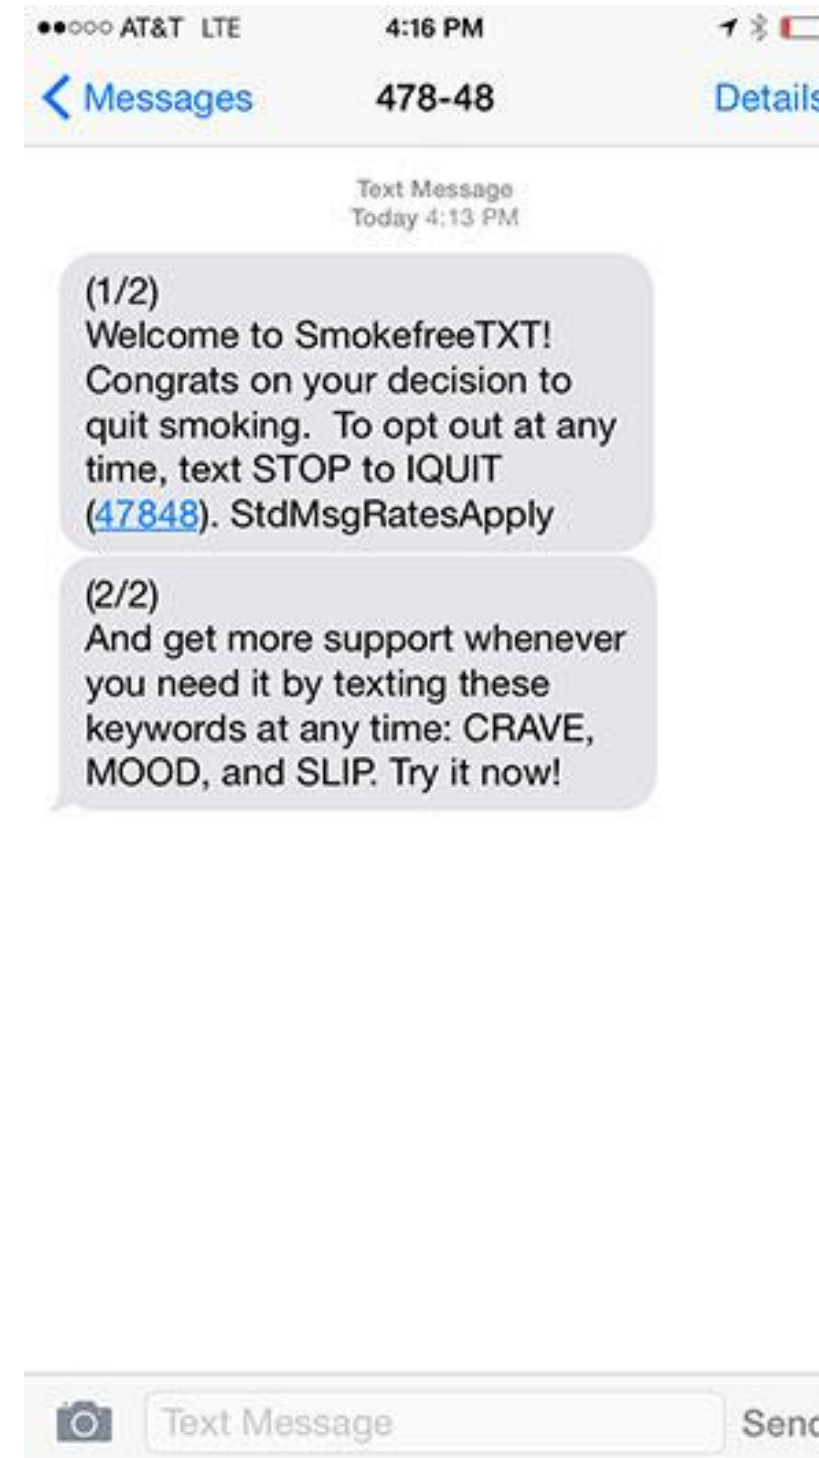 AT&T LTE 4:16 PM
Messages 478-48 Details
Text Message
Today 4:13 PM
(1/2)
Welcome to SmokefreeTXT!
Congrats on your decision to
quit smoking.  To opt out at any
time, text STOP to IQUIT
(47848). StdMsgRatesApply
(2/2)
And get more support whenever
you need it by texting these
keywords at any time: CRAVE,
MOOD, and SLIP. Try it now!
Text Message Send